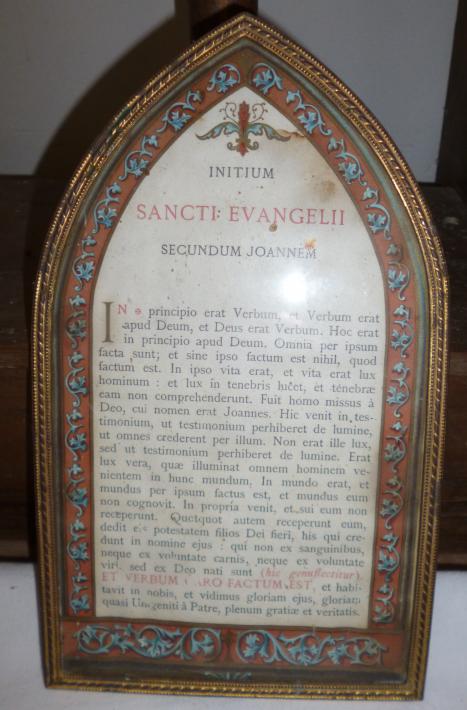 INITIUM
SANCTI EVANGELII
SECUNDUM JOANNEM
IN principio erat Verbum, et Verbum erat
apud Deum, et Deus erat Verbum. Hoc erat
in principio apud Deum. Omnia per ipsum
facta sunt; et sine ipso factum est nihil, quod
factum est. In ipso vita erat, et vita erat lux
hominum : et lux in tenebris lucet, et tenebræ
eam non comprehenderunt. Fuit homo missus à
Deo, cui nomen erat Joannes. Hic venit in tes-
timonium, ut testimonium perhiberet de lumine,
ut omnes crederent per illum. Non erat ille lux,
sed ut testimonium perhiberet de lumine. Erat
lux vera, quæ illuminat omnem hominem ve-
nientem in hunc mundum. In mundo erat, et
mundus per ipsum factus est, et mundus eum
non cognovit. In propria venit, et sui eum non
receperunt. Quotquot autem receperunt eum,
dedit eis potestatem filios Dei fieri, his qui cre-
dunt in nomine ejus : qui non ex sanguinibus,
neque ex voluntate carnis, neque ex voluntate
viri, sed ex Deo nati sunt (hic genuflectitur).
ET VERBUM CARO FACTUM EST, et habi-
tavit in nobis, et vidimus gloriam ejus, gloriam
quasi Unigeniti à Patre, plenum gratiæ et veritatis.